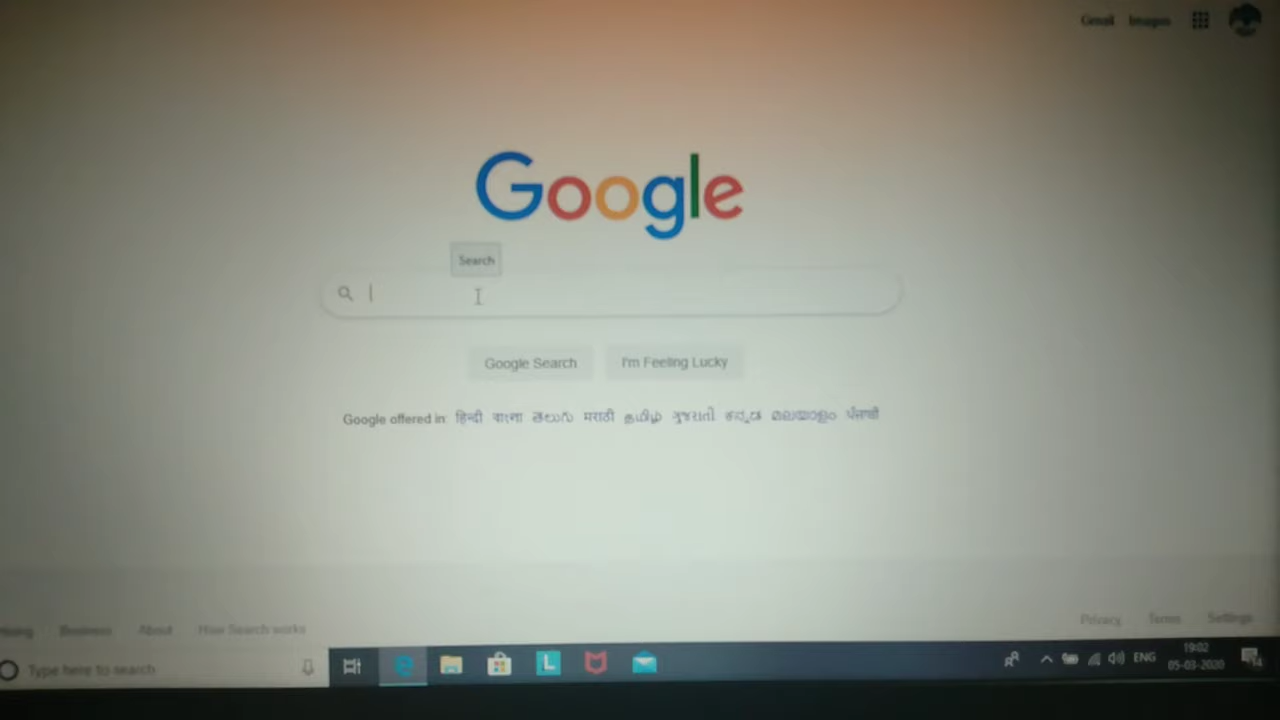 Gmail Images
Google
Search
Google Search I'm Feeling Lucky
Google offered in: हिन्दी বাংলা తెలుగు मराठी தமிழ் ગુજરાતી ಕನ್ನಡ മലയാളം ਪੰਜਾਬੀ
Business About How Search works
Privacy Terms Settings
Type here to search
L
ENG
19:02
05-03-2020